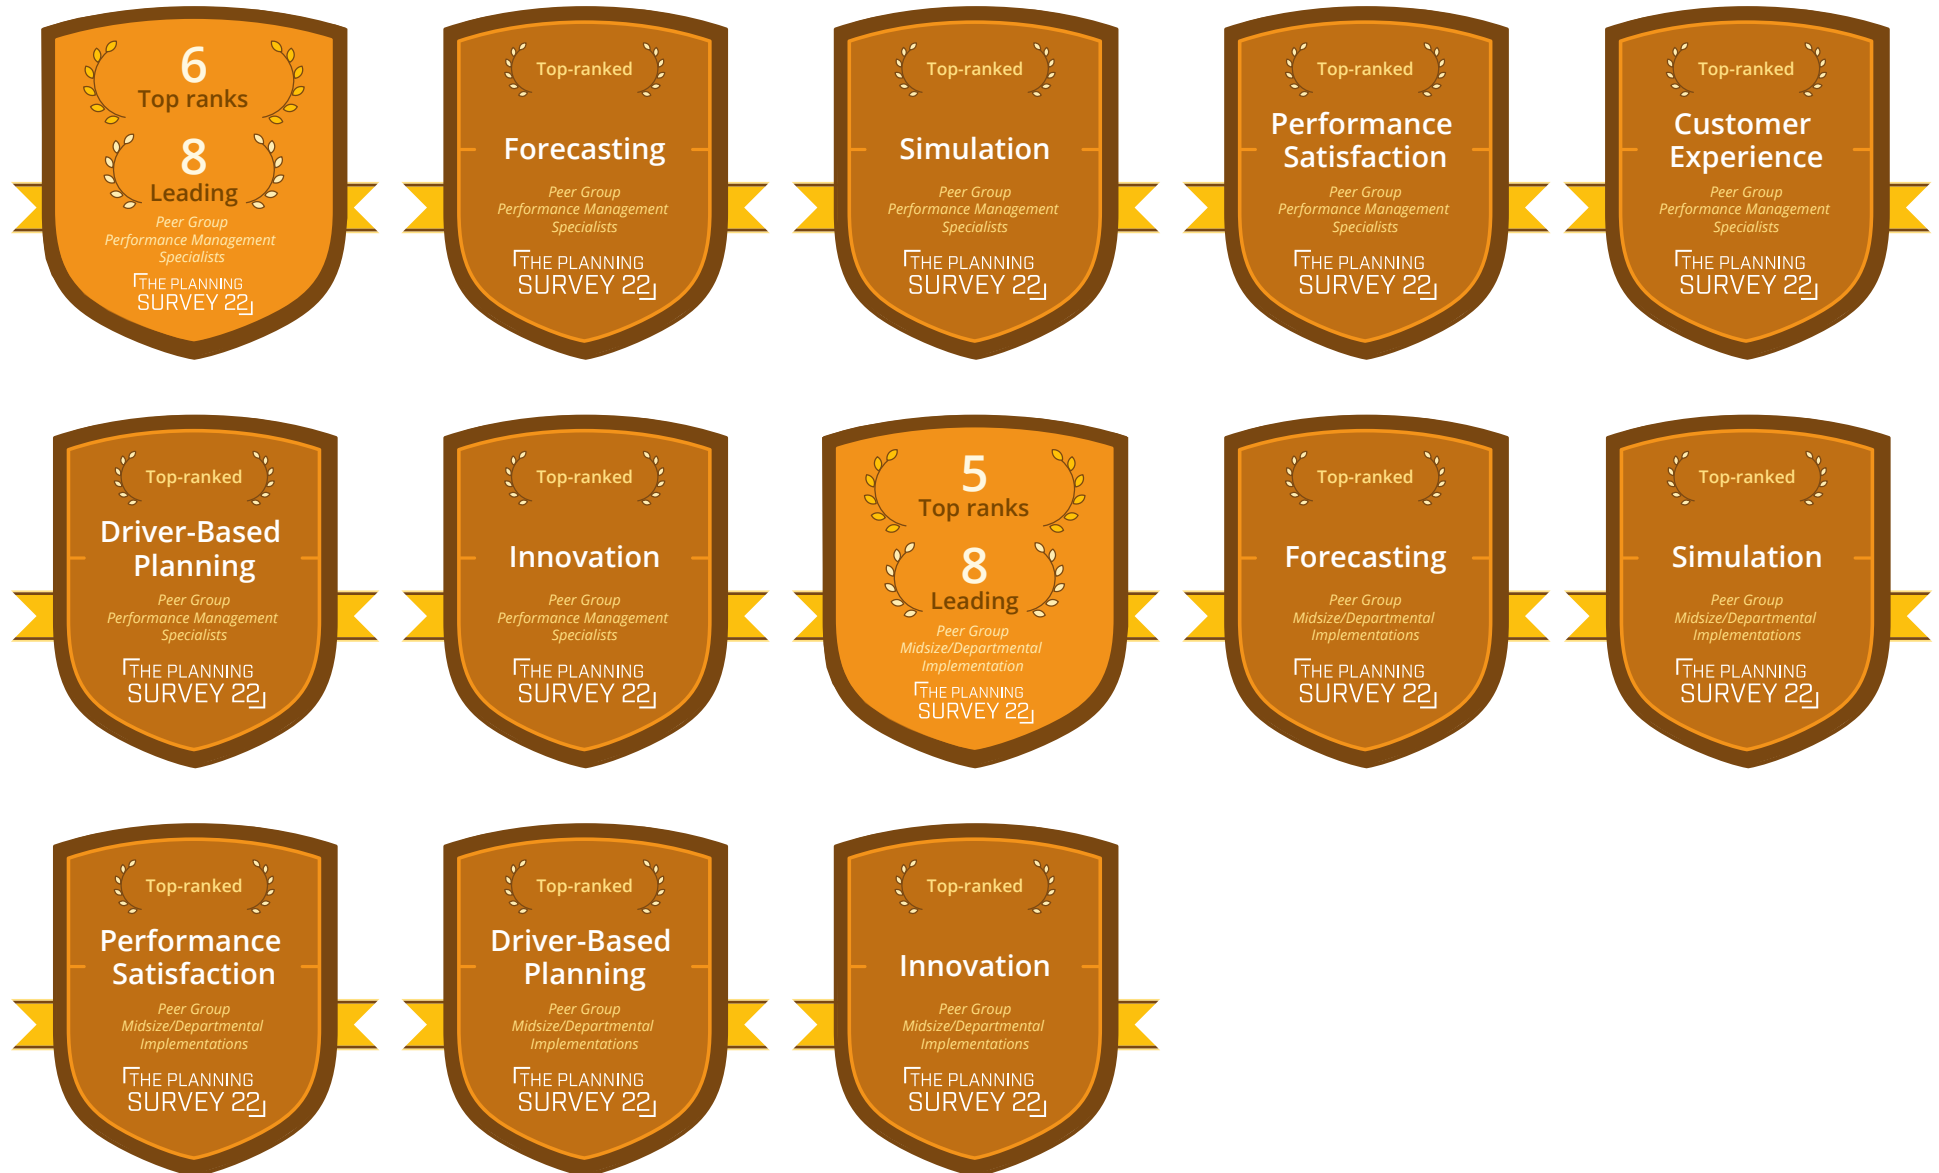 6
Top ranks
8
Leading
Peer Group
Performance Management
Specialists
THE PLANNING
SURVEY 22
Top-ranked
Forecasting
Peer Group
Performance Management
Specialists
THE PLANNING
SURVEY 22
Top-ranked
Simulation
Peer Group
Performance Management
Specialists
THE PLANNING
SURVEY 22
Top-ranked
Performance
Satisfaction
Peer Group
Performance Management
Specialists
THE PLANNING
SURVEY 22
Top-ranked
Customer
Experience
Peer Group
Performance Management
Specialists
THE PLANNING
SURVEY 22
Top-ranked
Driver-Based
Planning
Peer Group
Performance Management
Specialists
THE PLANNING
SURVEY 22
Top-ranked
Innovation
Peer Group
Performance Management
Specialists
THE PLANNING
SURVEY 22
5
Top ranks
8
Leading
Peer Group
Midsize/Departmental
Implementation
THE PLANNING
SURVEY 22
Top-ranked
Forecasting
Peer Group
Midsize/Departmental
Implementations
THE PLANNING
SURVEY 22
Top-ranked
Simulation
Peer Group
Midsize/Departmental
Implementations
THE PLANNING
SURVEY 22
Top-ranked
Performance
Satisfaction
Peer Group
Midsize/Departmental
Implementations
THE PLANNING
SURVEY 22
Top-ranked
Driver-Based
Planning
Peer Group
Midsize/Departmental
Implementations
THE PLANNING
SURVEY 22
Top-ranked
Innovation
Peer Group
Midsize/Departmental
Implementations
THE PLANNING
SURVEY 22